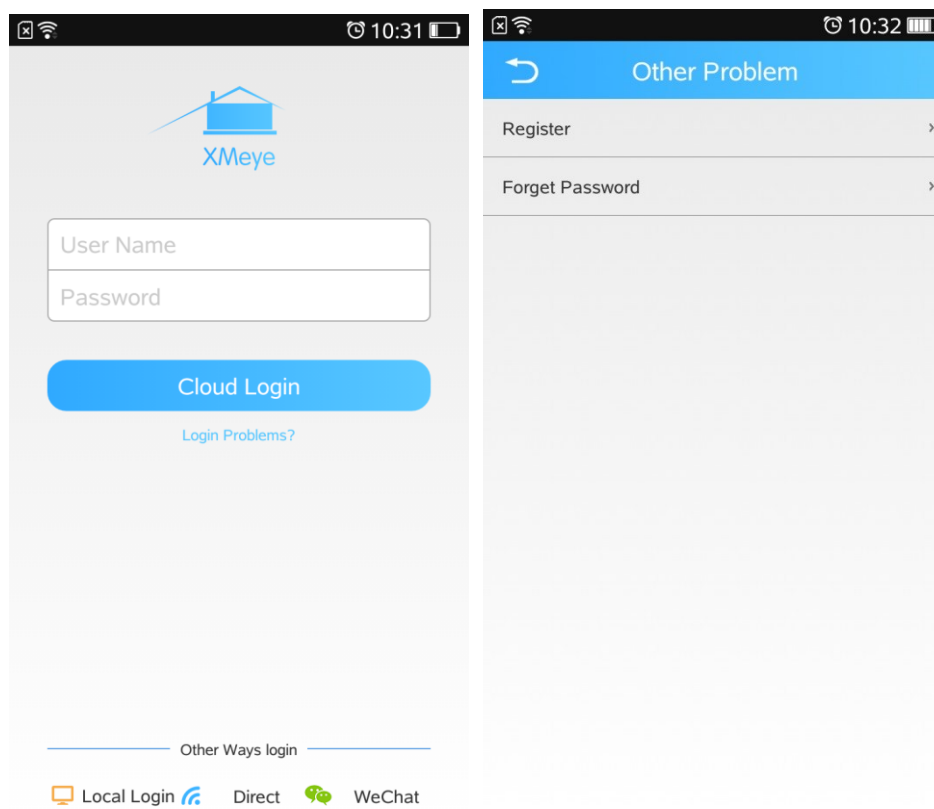 10:31
XMeye
User Name
Password
Cloud Login
Login Problems?
Other Ways login
Local Login Direct WeChat
10:32
Other Problem
Register
Forget Password